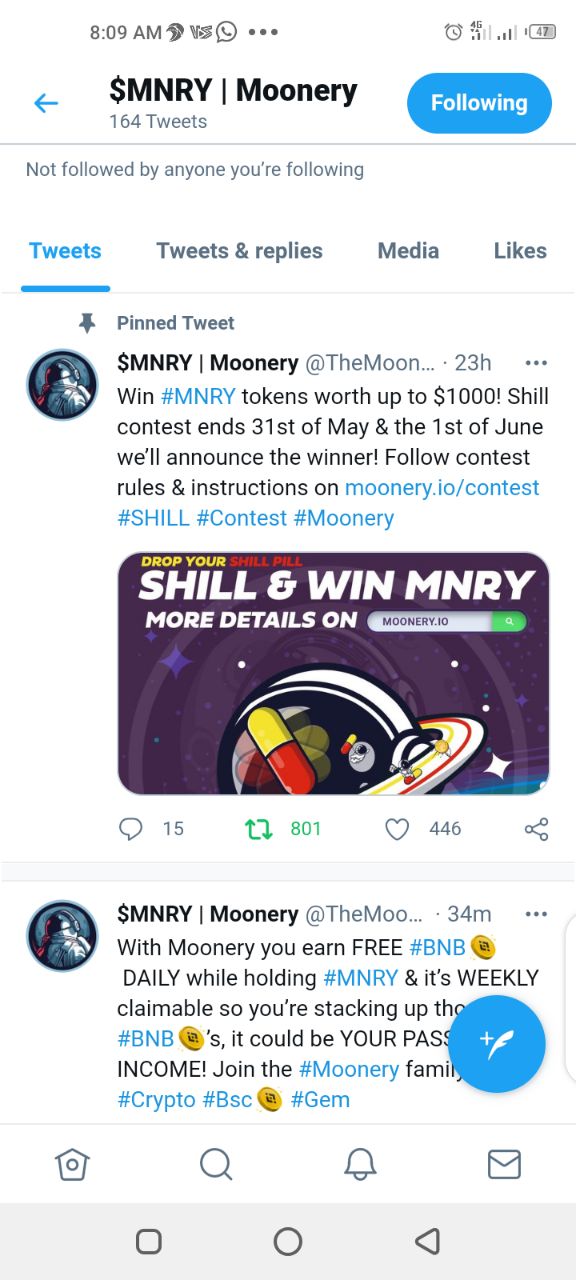 8:09 AM
4G
47
$MNRY | Moonery
164 Tweets
Following
Not followed by anyone you’re following
Tweets
Tweets & replies
Media
Likes
Pinned Tweet
$MNRY | Moonery @TheMoon... · 23h
Win #MNRY tokens worth up to $1000! Shill
contest ends 31st of May & the 1st of June
we’ll announce the winner! Follow contest
rules & instructions on moonery.io/contest
#SHILL #Contest #Moonery
DROP YOUR SHILL PILL
SHILL & WIN MNRY
MORE DETAILS ON MOONERY.IO
15
801
446
$MNRY | Moonery @TheMoo... · 34m
With Moonery you earn FREE #BNB
DAILY while holding #MNRY & it’s WEEKLY
claimable so you’re stacking up
#BNB ’s, it could be YOUR
INCOME! Join the #Moonery
#Crypto #Bsc #Gem